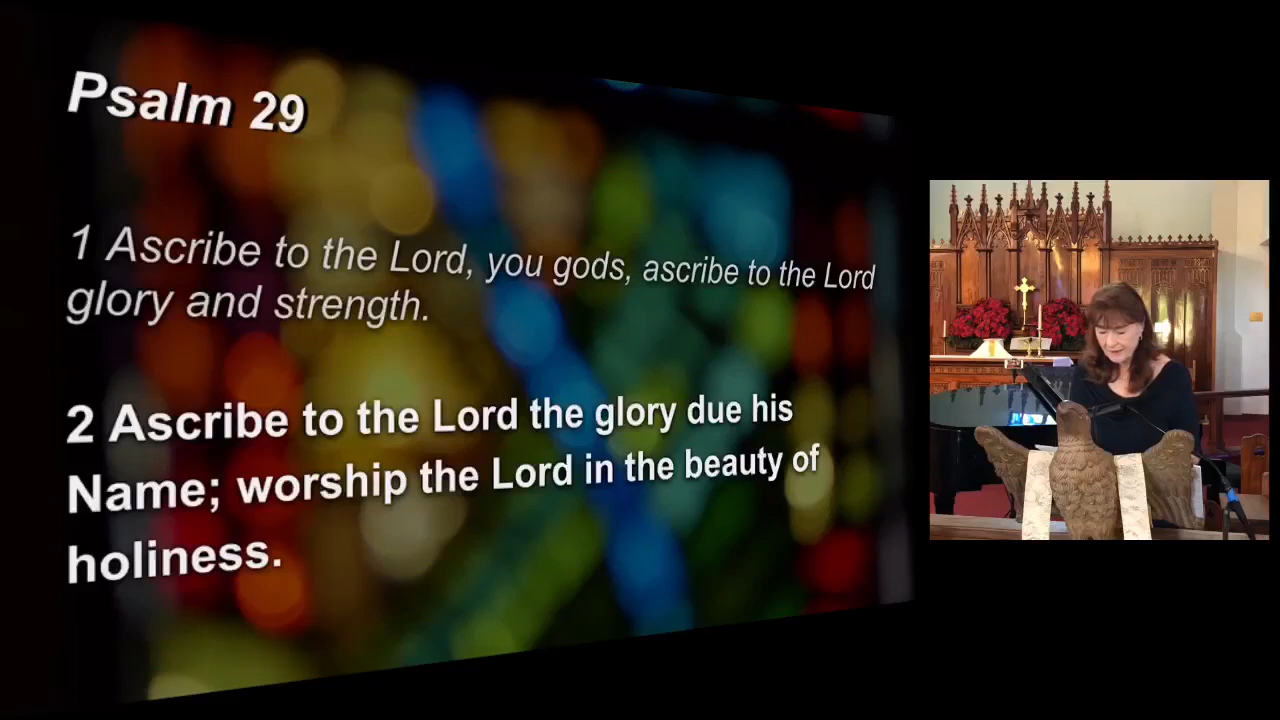 Psalm 29
1 Ascribe to the Lord, you gods, ascribe to the Lord
glory and strength.
2 Ascribe to the Lord the glory due his
Name; worship the Lord in the beauty of
holiness.